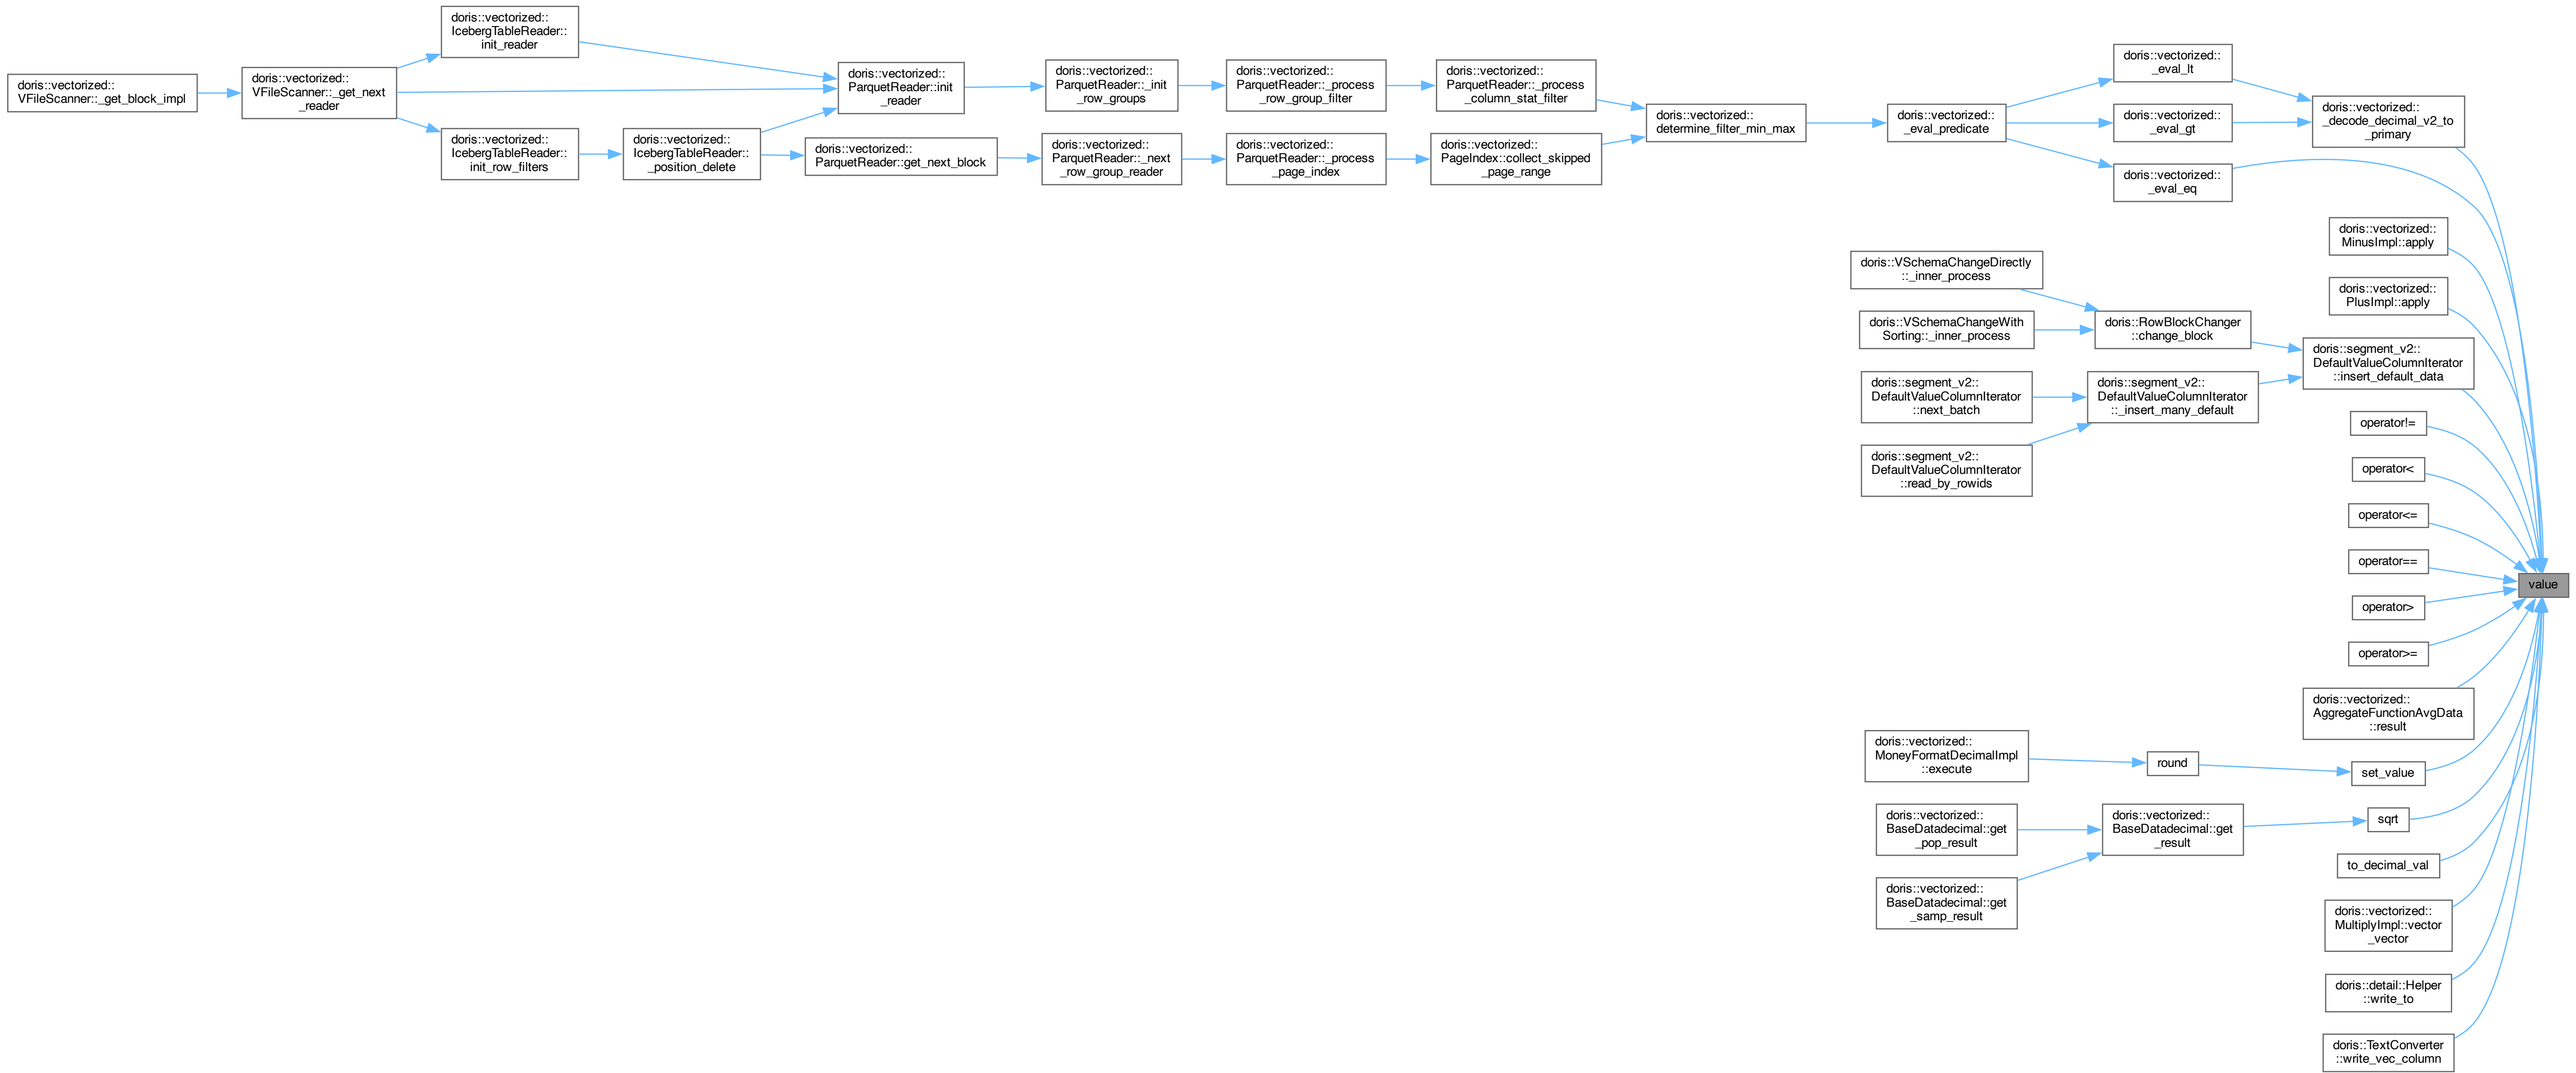 doris::vectorized::
VFileScanner::_get_block_impl
doris::vectorized::
VFileScanner::_get_next
_reader
doris::vectorized::
IcebergTableReader::
init_reader
doris::vectorized::
IcebergTableReader::
init_row_filters
doris::vectorized::
IcebergTableReader::
_position_delete
doris::vectorized::
ParquetReader::init
_reader
doris::vectorized::
ParquetReader::get_next_block
doris::vectorized::
ParquetReader::_init
_row_groups
doris::vectorized::
ParquetReader::_next
_row_group_reader
doris::vectorized::
ParquetReader::_process
_row_group_filter
doris::vectorized::
ParquetReader::_process
_page_index
doris::vectorized::
ParquetReader::_process
_column_stat_filter
doris::vectorized::
PageIndex::collect_skipped
_page_range
doris::vectorized::
determine_filter_min_max
doris::vectorized::
_eval_predicate
doris::vectorized::
_eval_lt
doris::vectorized::
_eval_gt
doris::vectorized::
_eval_eq
doris::vectorized::
_decode_decimal_v2_to
_primary
doris::vectorized::
MinusImpl::apply
doris::vectorized::
PlusImpl::apply
doris::VSchemaChangeDirectly
::_inner_process
doris::VSchemaChangeWith
Sorting::_inner_process
doris::RowBlockChanger
::change_block
doris::segment_v2::
DefaultValueColumnIterator
::insert_default_data
doris::segment_v2::
DefaultValueColumnIterator
::next_batch
doris::segment_v2::
DefaultValueColumnIterator
::_insert_many_default
doris::segment_v2::
DefaultValueColumnIterator
::read_by_rowids
operator!=
operator<
operator<=
operator==
value
operator>
operator>=
doris::vectorized::
AggregateFunctionAvgData
::result
doris::vectorized::
MoneyFormatDecimalImpl
::execute
round
set_value
doris::vectorized::
BaseDatadecimal::get
_pop_result
doris::vectorized::
BaseDatadecimal::get
_result
sqrt
doris::vectorized::
BaseDatadecimal::get
_samp_result
to_decimal_val
doris::vectorized::
MultiplyImpl::vector
_vector
doris::detail::Helper
::write_to
doris::TextConverter
::write_vec_column